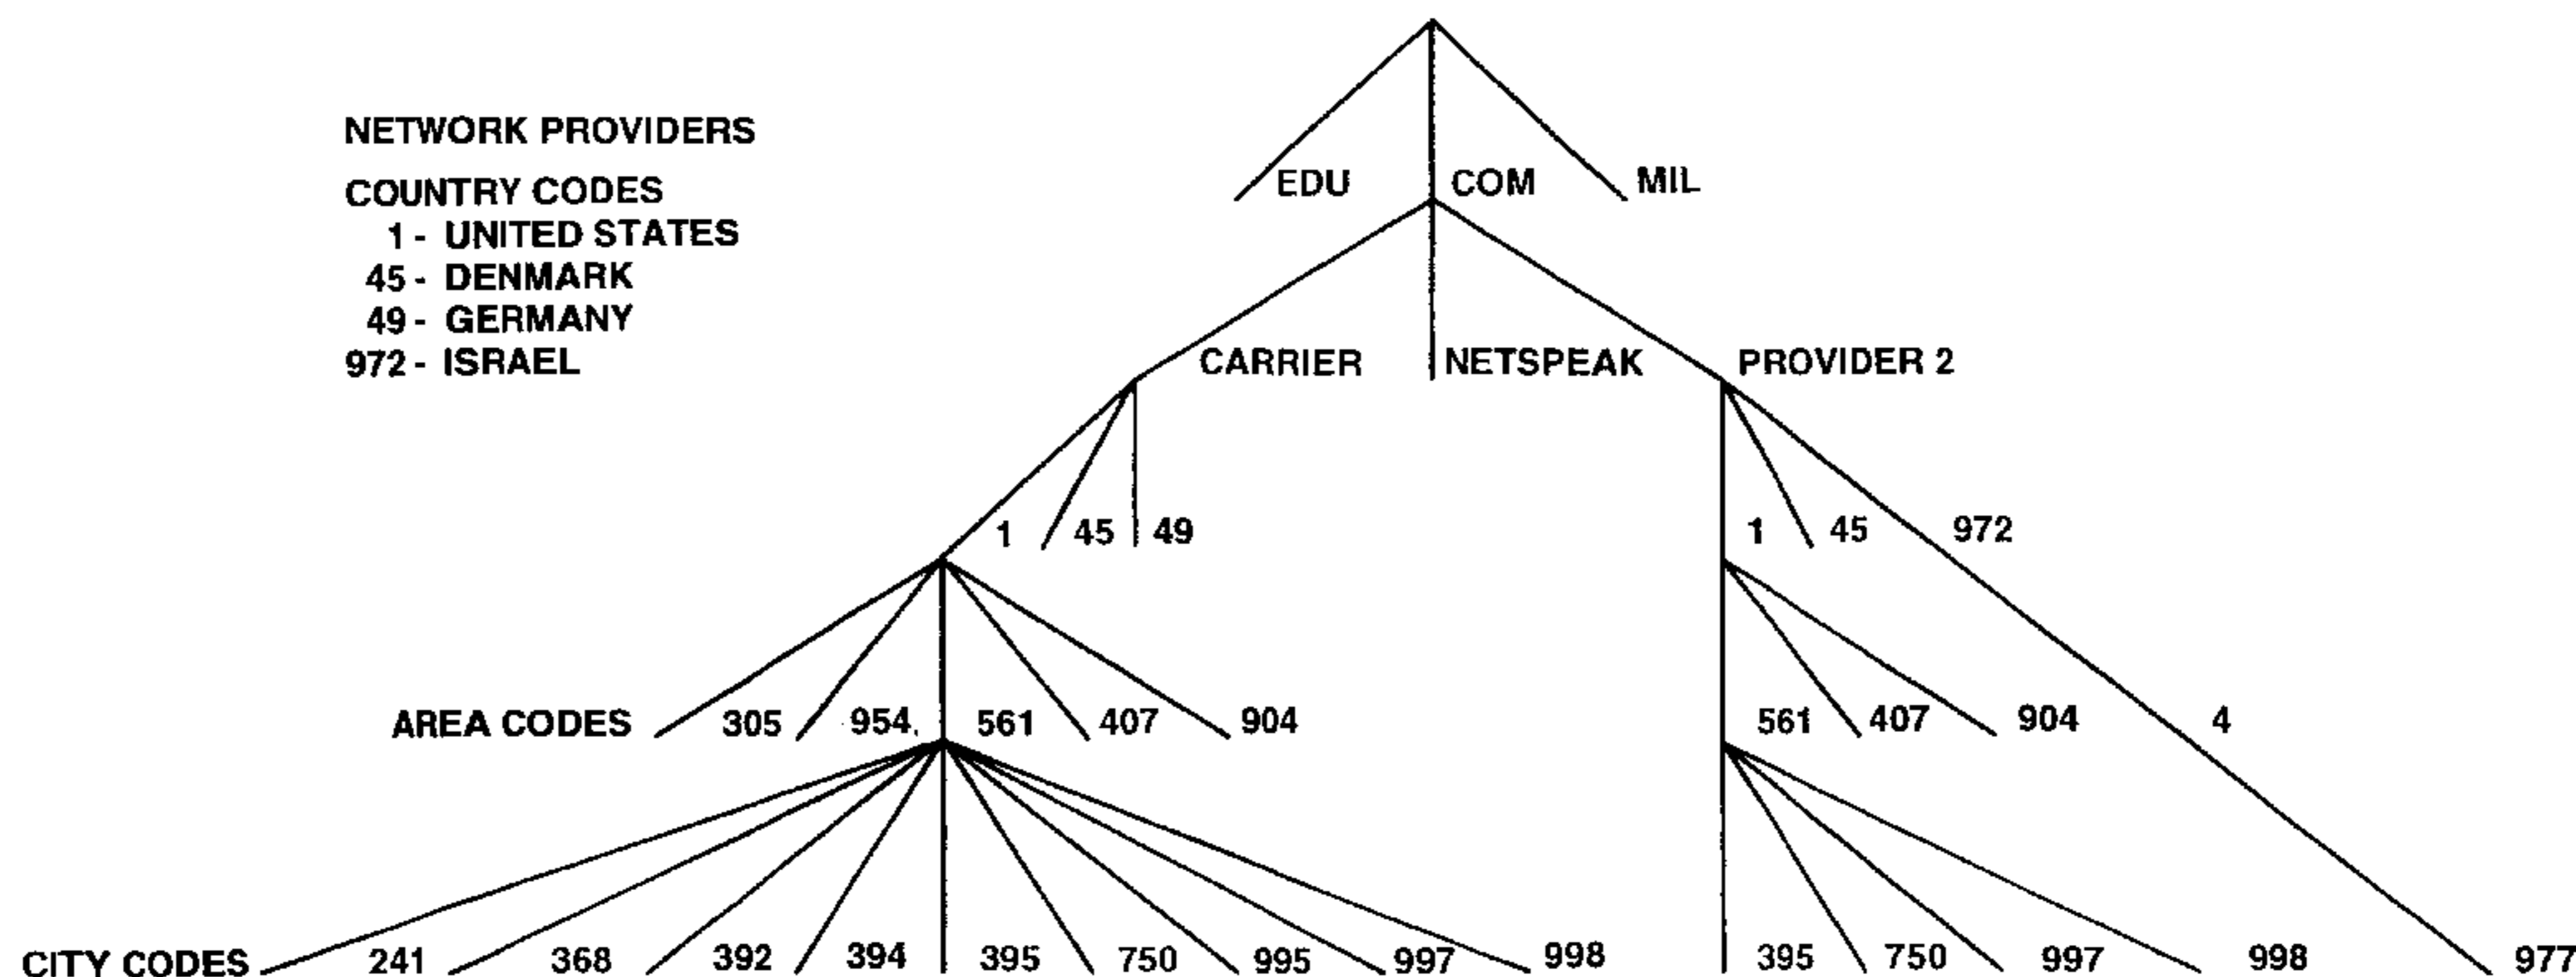 NETWORK PROVIDERS
COUNTRY CODES
1 - UNITED STATES
45 - DENMARK
49 - GERMANY
972 - ISRAEL
EDU COM MIL
CARRIER NETSPEAK PROVIDER 2
1 45 49 1 45 972
AREA CODES 305 954 561 407 904 561 407 904 4
CITY CODES 241 368 392 394 395 750 995 997 998 395 750 997 998 977